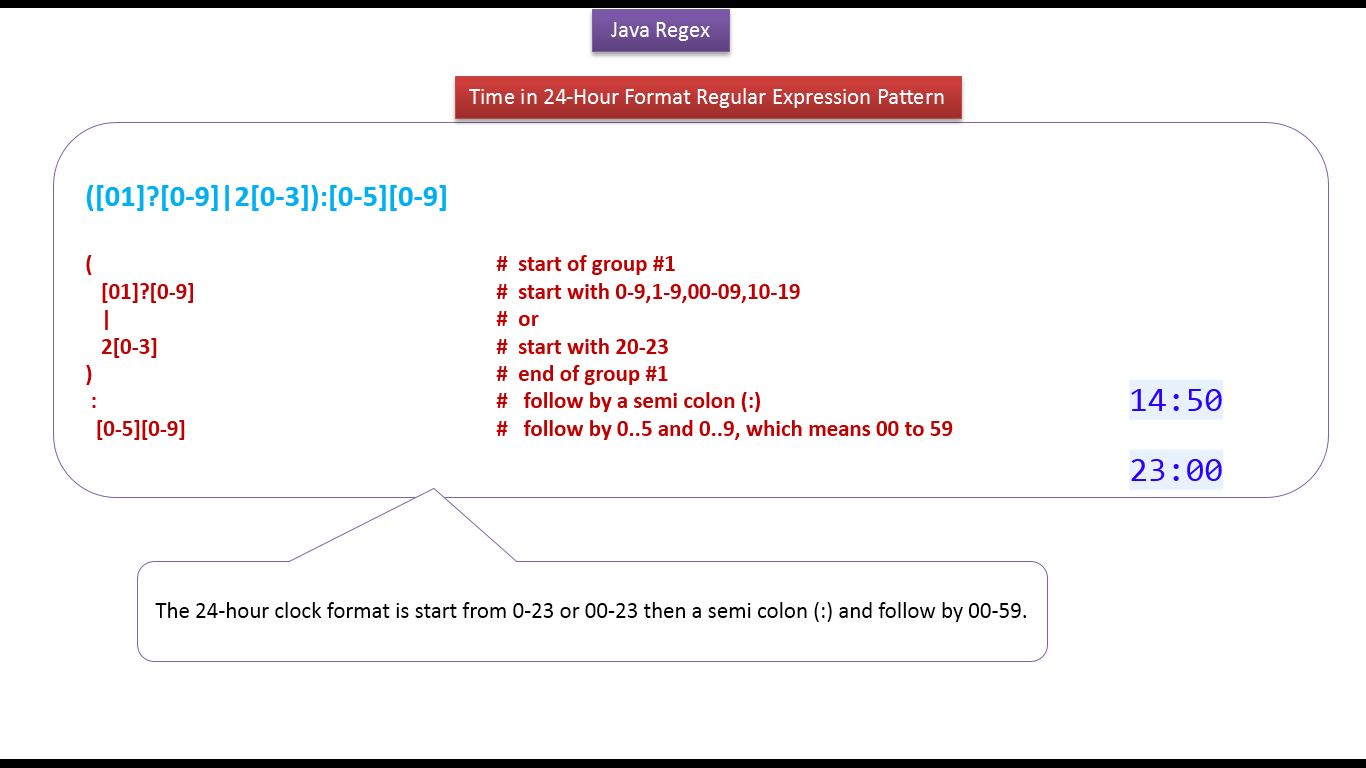 Java Regex
Time in 24-Hour Format Regular Expression Pattern
([01]?[0-9]|2[0-3]):[0-5][0-9]
( # start of group #1
[01]?[0-9] # start with 0-9,1-9,00-09,10-19
| # or
2[0-3] # start with 20-23
) # end of group #1
: # follow by a semi colon (:)
[0-5][0-9] # follow by 0..5 and 0..9, which means 00 to 59
14:50
23:00
The 24-hour clock format is start from 0-23 or 00-23 then a semi colon (:) and follow by 00-59.